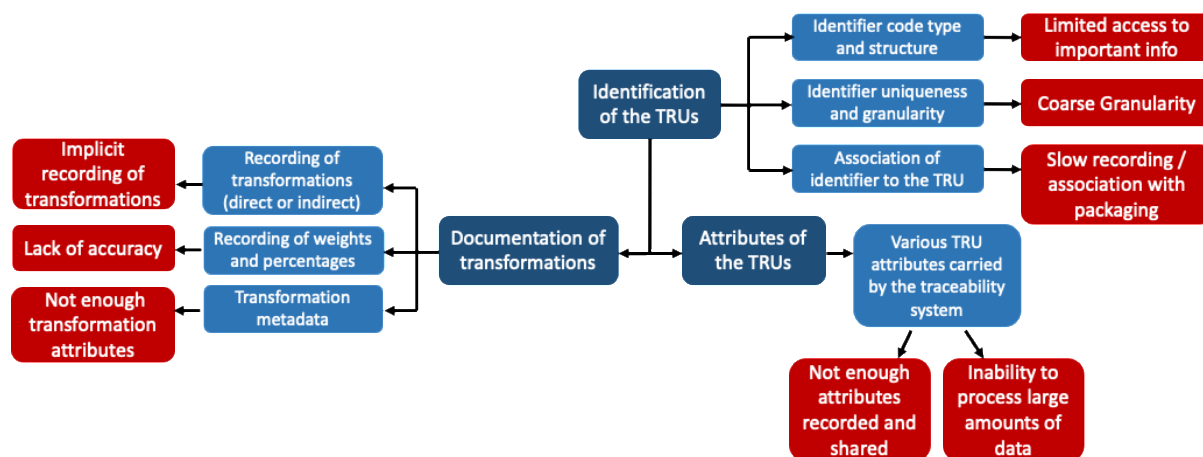 Identifier code type
and structure
Limited access to
important info
Identification
of the TRUs
Identifier uniqueness
and granularity
Coarse Granularity
Association of
identifier to the TRU
Slow recording /
association with
packaging
Implicit
recording of
transformations
Recording of
transformations
(direct or indirect)
Lack of accuracy
Recording of weights
and percentages
Documentation of
transformations
Attributes of
the TRUs
Various TRU
attributes carried
by the traceability
system
Not enough
transformation
attributes
Transformation
metadata
Not enough
attributes
recorded and
shared
Inability to
process large
amounts of
data